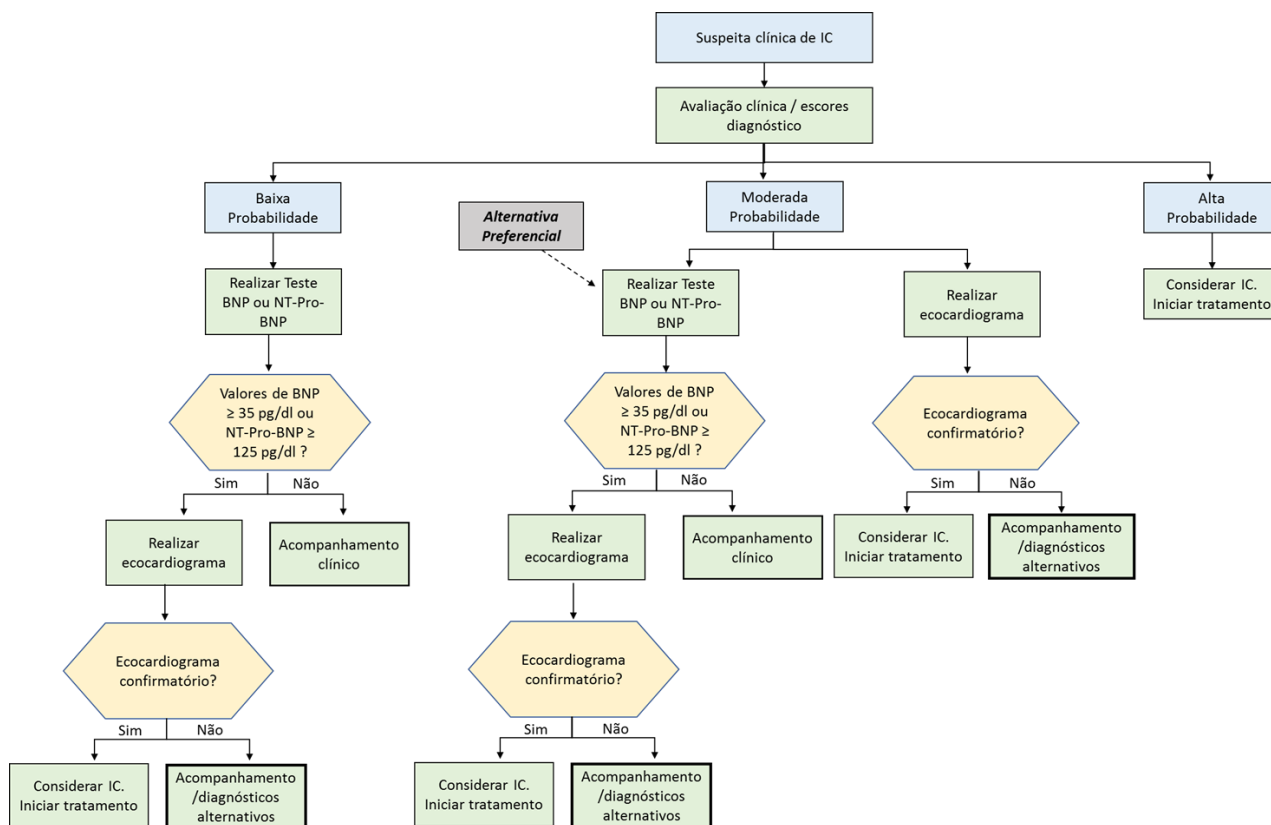 Suspeita clínica de IC
Avaliação clínica / escores
diagnóstico
Baixa
Probabilidade
Moderada
Probabilidade
Alta
Probabilidade
Alternativa
Preferencial
Realizar Teste
BNP ou NT-Pro-
BNP
Realizar Teste
BNP ou NT-Pro-
BNP
Realizar
ecocardiograma
Considerar IC.
Iniciar tratamento
Valores de BNP
≥ 35 pg/dl ou
NT-Pro-BNP ≥
125 pg/dl ?
Valores de BNP
≥ 35 pg/dl ou
NT-Pro-BNP ≥
125 pg/dl ?
Ecocardiograma
confirmatório?
Sim
Não
Sim
Não
Sim
Não
Realizar
ecocardiograma
Acompanhamento
clínico
Realizar
ecocardiograma
Acompanhamento
clínico
Considerar IC.
Iniciar tratamento
Acompanhamento
/diagnósticos
alternativos
Ecocardiograma
confirmatório?
Ecocardiograma
confirmatório?
Sim
Não
Sim
Não
Considerar IC.
Iniciar tratamento
Acompanhamento
/diagnósticos
alternativos
Considerar IC.
Iniciar tratamento
Acompanhamento
/diagnósticos
alternativos